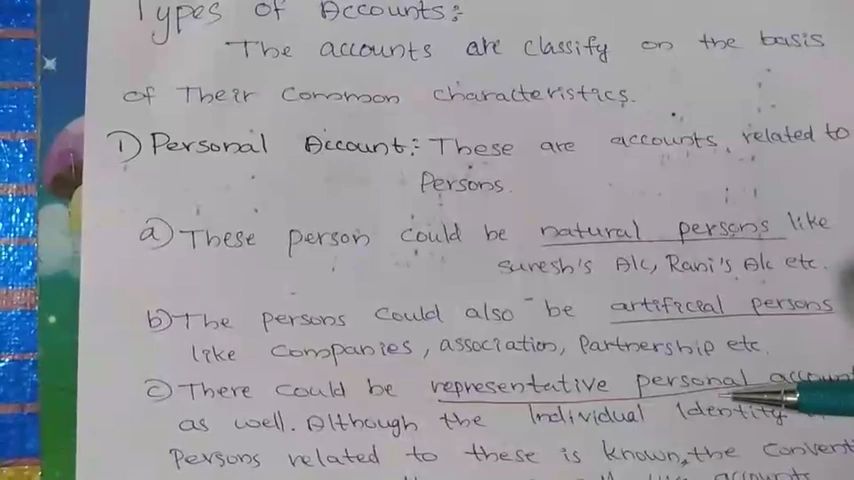 Types of Accounts:
The accounts are classify on the basis
of Their common characteristics.
1) Personal Account: These are accounts, related to
Persons.
a) These person could be natural persons like
Suresh's A/c, Rani's A/c etc.
b) The persons could also be artificial persons
like Companies, association, Partnership etc.
c) There could be representative personal
as well. Although the Individual Identity
Persons related to these is known, the
accounts